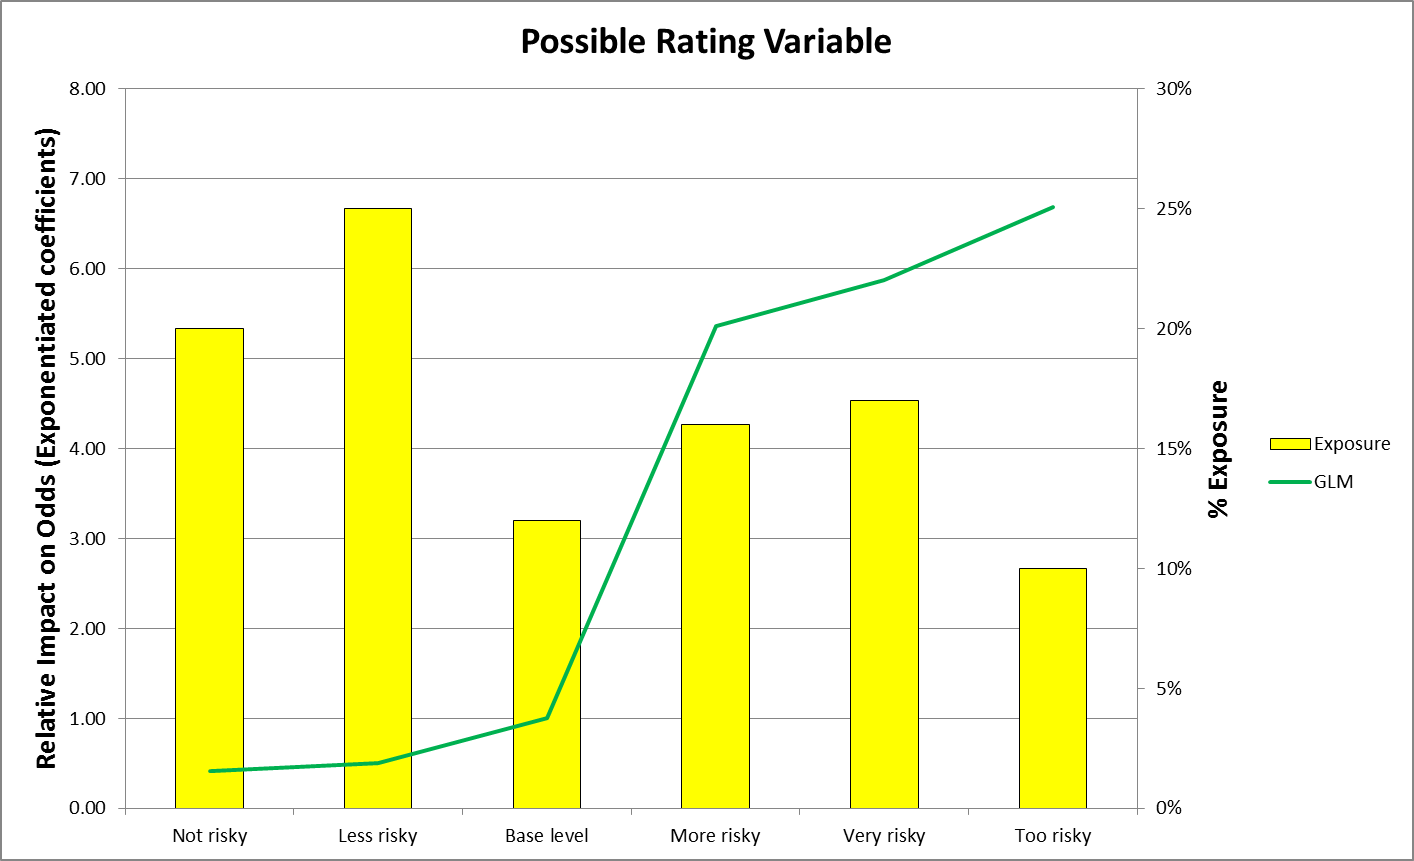 Possible Rating Variable
Relative Impact on Odds (Exponentiated coefficients)
8.00
7.00
6.00
5.00
4.00
3.00
2.00
1.00
0.00
30%
25%
20%
15%
10%
5%
0%
% Exposure
Not risky
Less risky
Base level
More risky
Very risky
Too risky
Exposure
GLM